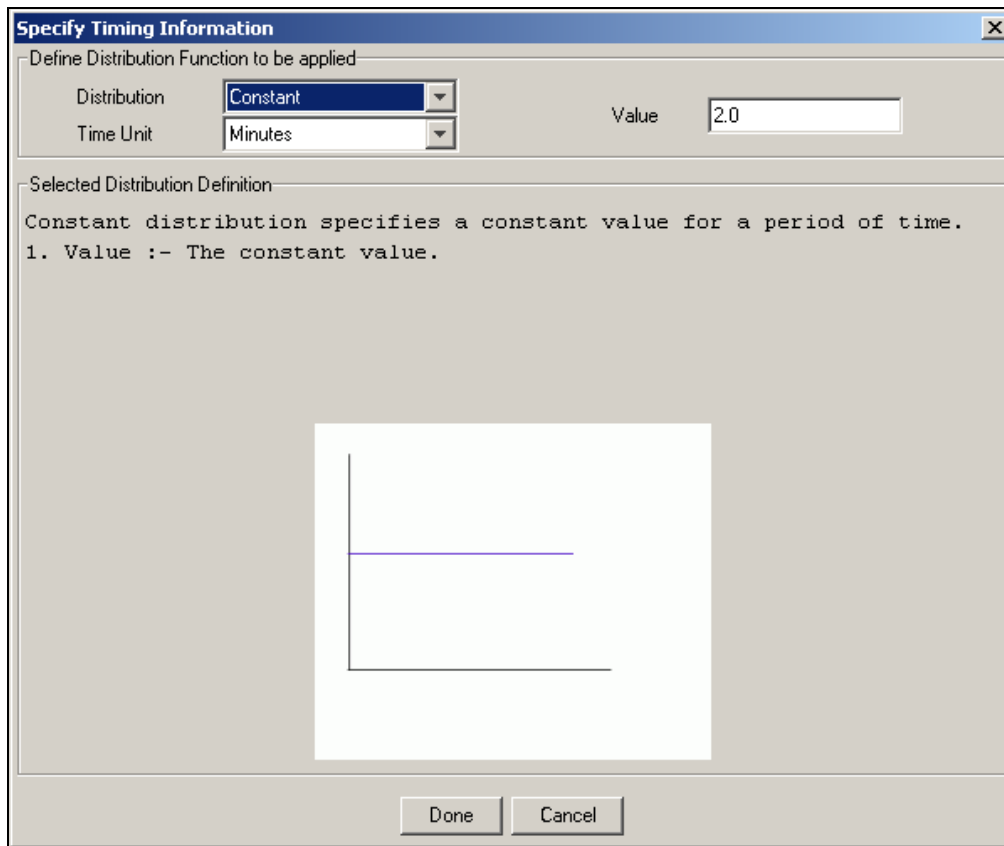 Specify Timing Information
Define Distribution Function to be applied
Distribution Constant
Time Unit Minutes
Value 2.0
Selected Distribution Definition
Constant distribution specifies a constant value for a period of time.
1. Value :- The constant value.
Done Cancel